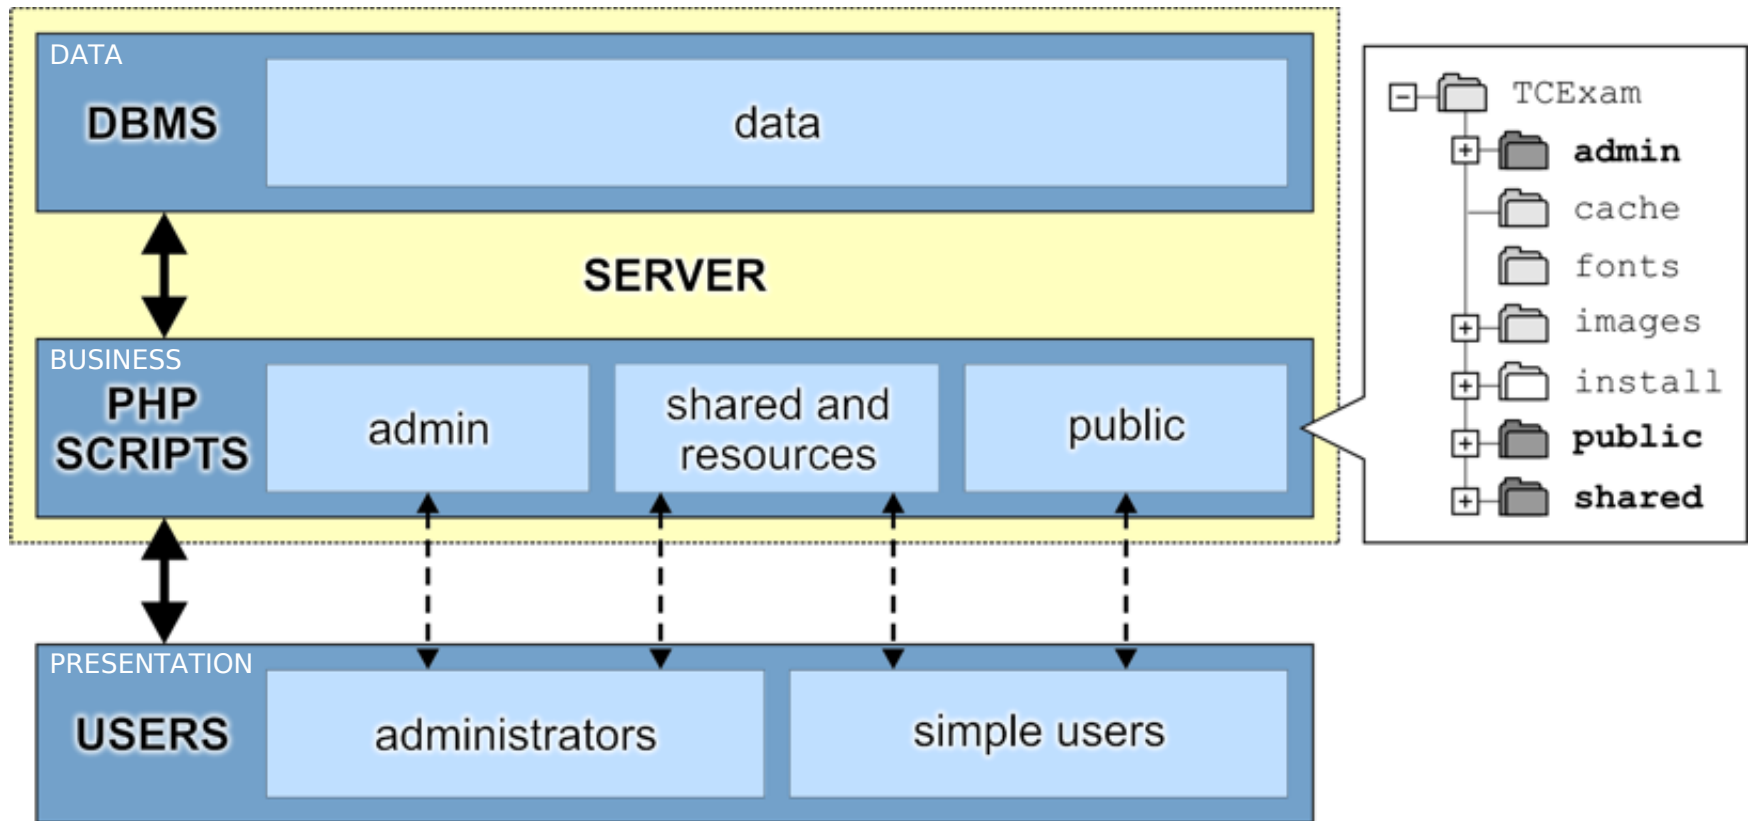 DATA
DBMS
data
SERVER
BUSINESS
PHP
SCRIPTS
admin
shared and
resources
public
PRESENTATION
USERS
administrators
simple users
TCExam
admin
cache
fonts
images
install
public
shared